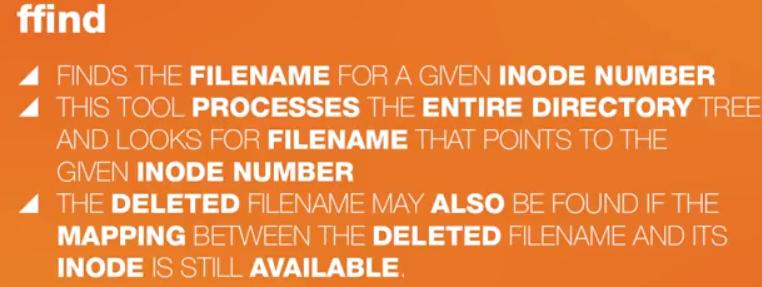 ffind
FINDS THE FILENAME FOR A GIVEN INODE NUMBER
THIS TOOL PROCESSES THE ENTIRE DIRECTORY TREE
AND LOOKS FOR FILENAME THAT POINTS TO THE
GIVEN INODE NUMBER
THE DELETED FILENAME MAY ALSO BE FOUND IF THE
MAPPING BETWEEN THE DELETED FILENAME AND ITS
INODE IS STILL AVAILABLE.